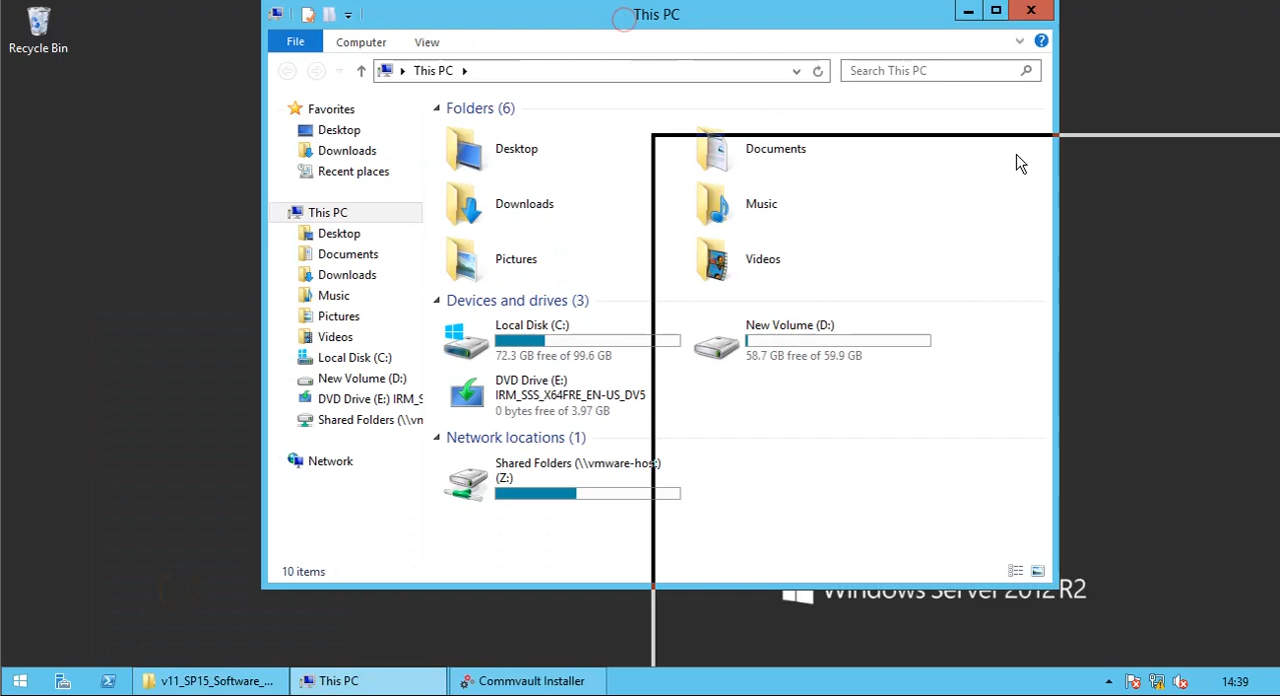 Recycle Bin
This PC
File
Computer
View
This PC
Search This PC
Favorites
Desktop
Downloads
Recent places
This PC
Desktop
Documents
Downloads
Music
Pictures
Videos
Local Disk (C:)
New Volume (D:)
DVD Drive (E:) IRM_S
Shared Folders (\\vn
Network
Folders (6)
Desktop
Documents
Downloads
Music
Pictures
Videos
Devices and drives (3)
Local Disk (C:)
72.3 GB free of 99.6 GB
New Volume (D:)
58.7 GB free of 59.9 GB
DVD Drive (E:)
IRM_SSS_X64FRE_EN-US_DV5
0 bytes free of 3.97 GB
Network locations (1)
Shared Folders (\\vmware-host)
(Z:)
10 items
Windows Server 2012 R2
v11_SP15_Software_...
This PC
Commvault Installer
14:39